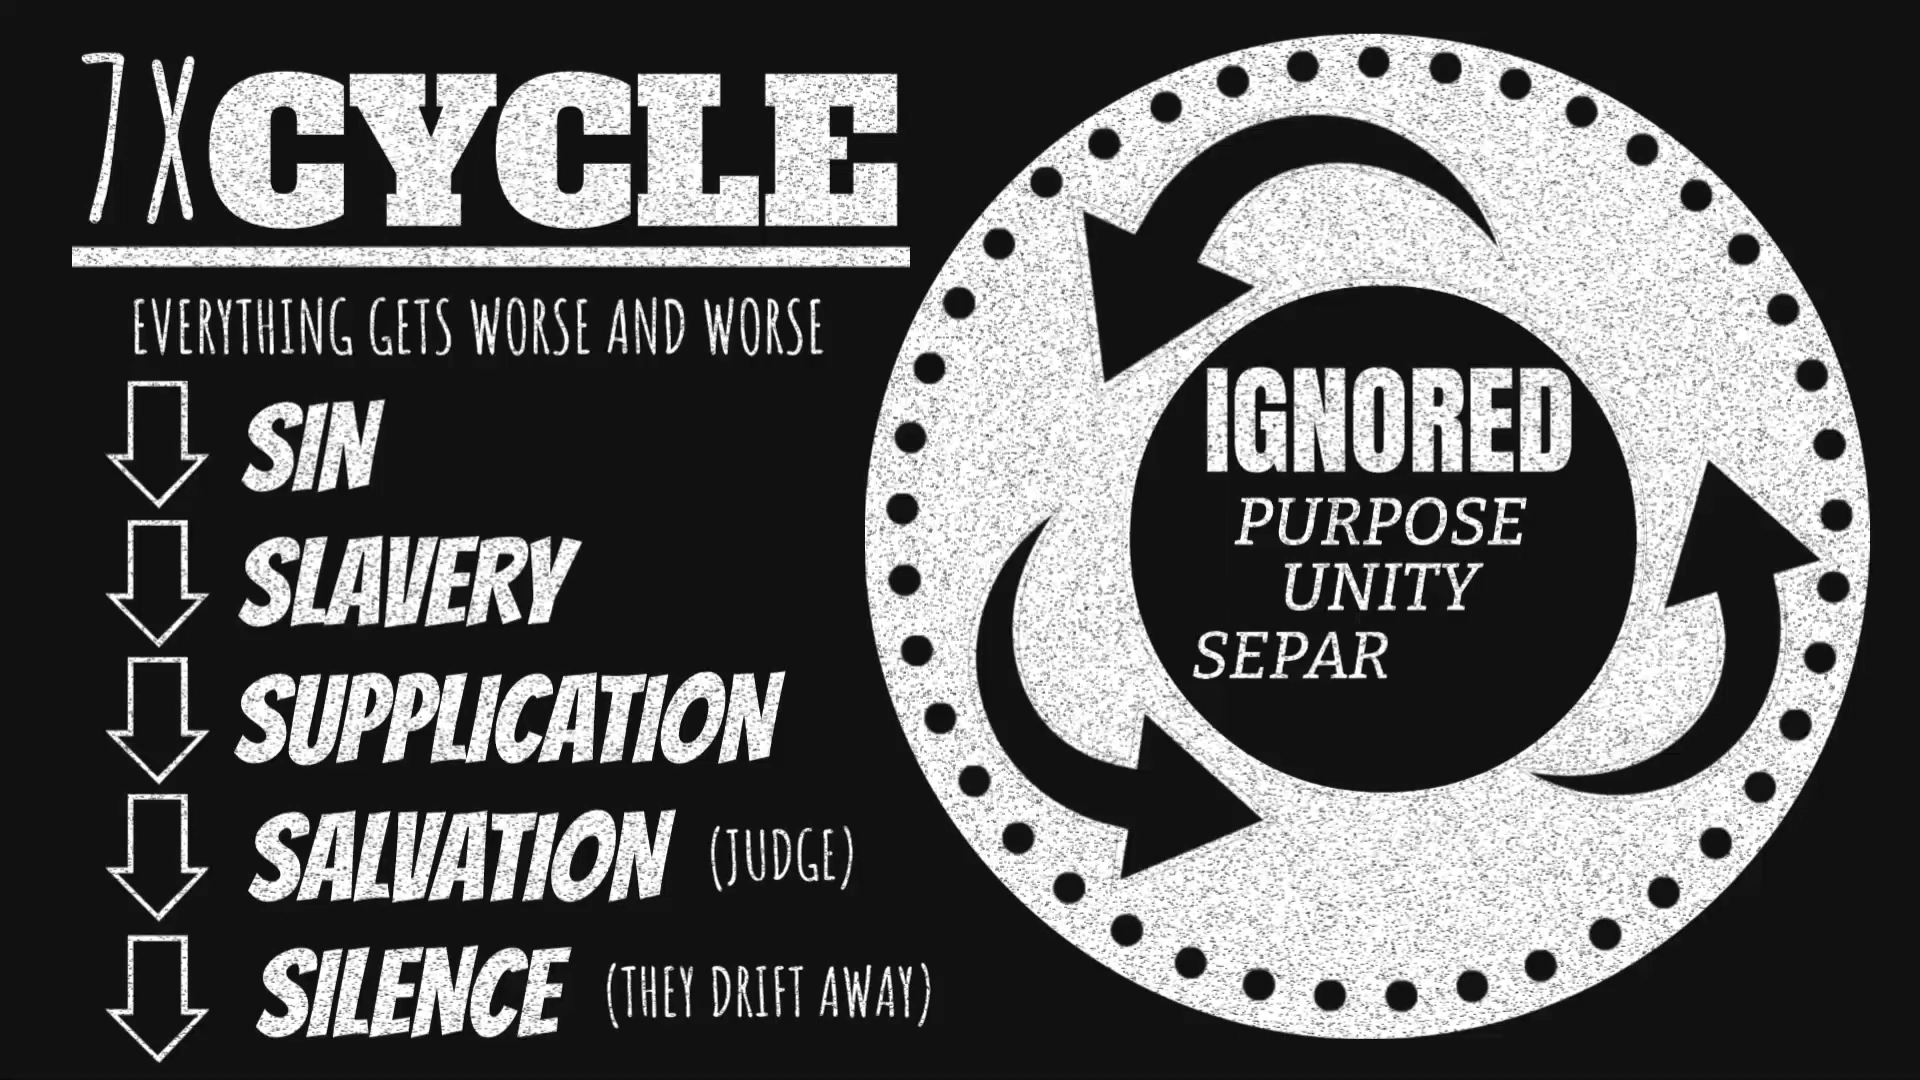 7X CYCLE
EVERYTHING GETS WORSE AND WORSE
SIN
SLAVERY
SUPPLICATION
SALVATION (JUDGE)
SILENCE (THEY DRIFT AWAY)
IGNORED
PURPOSE
UNITY
SEPAR